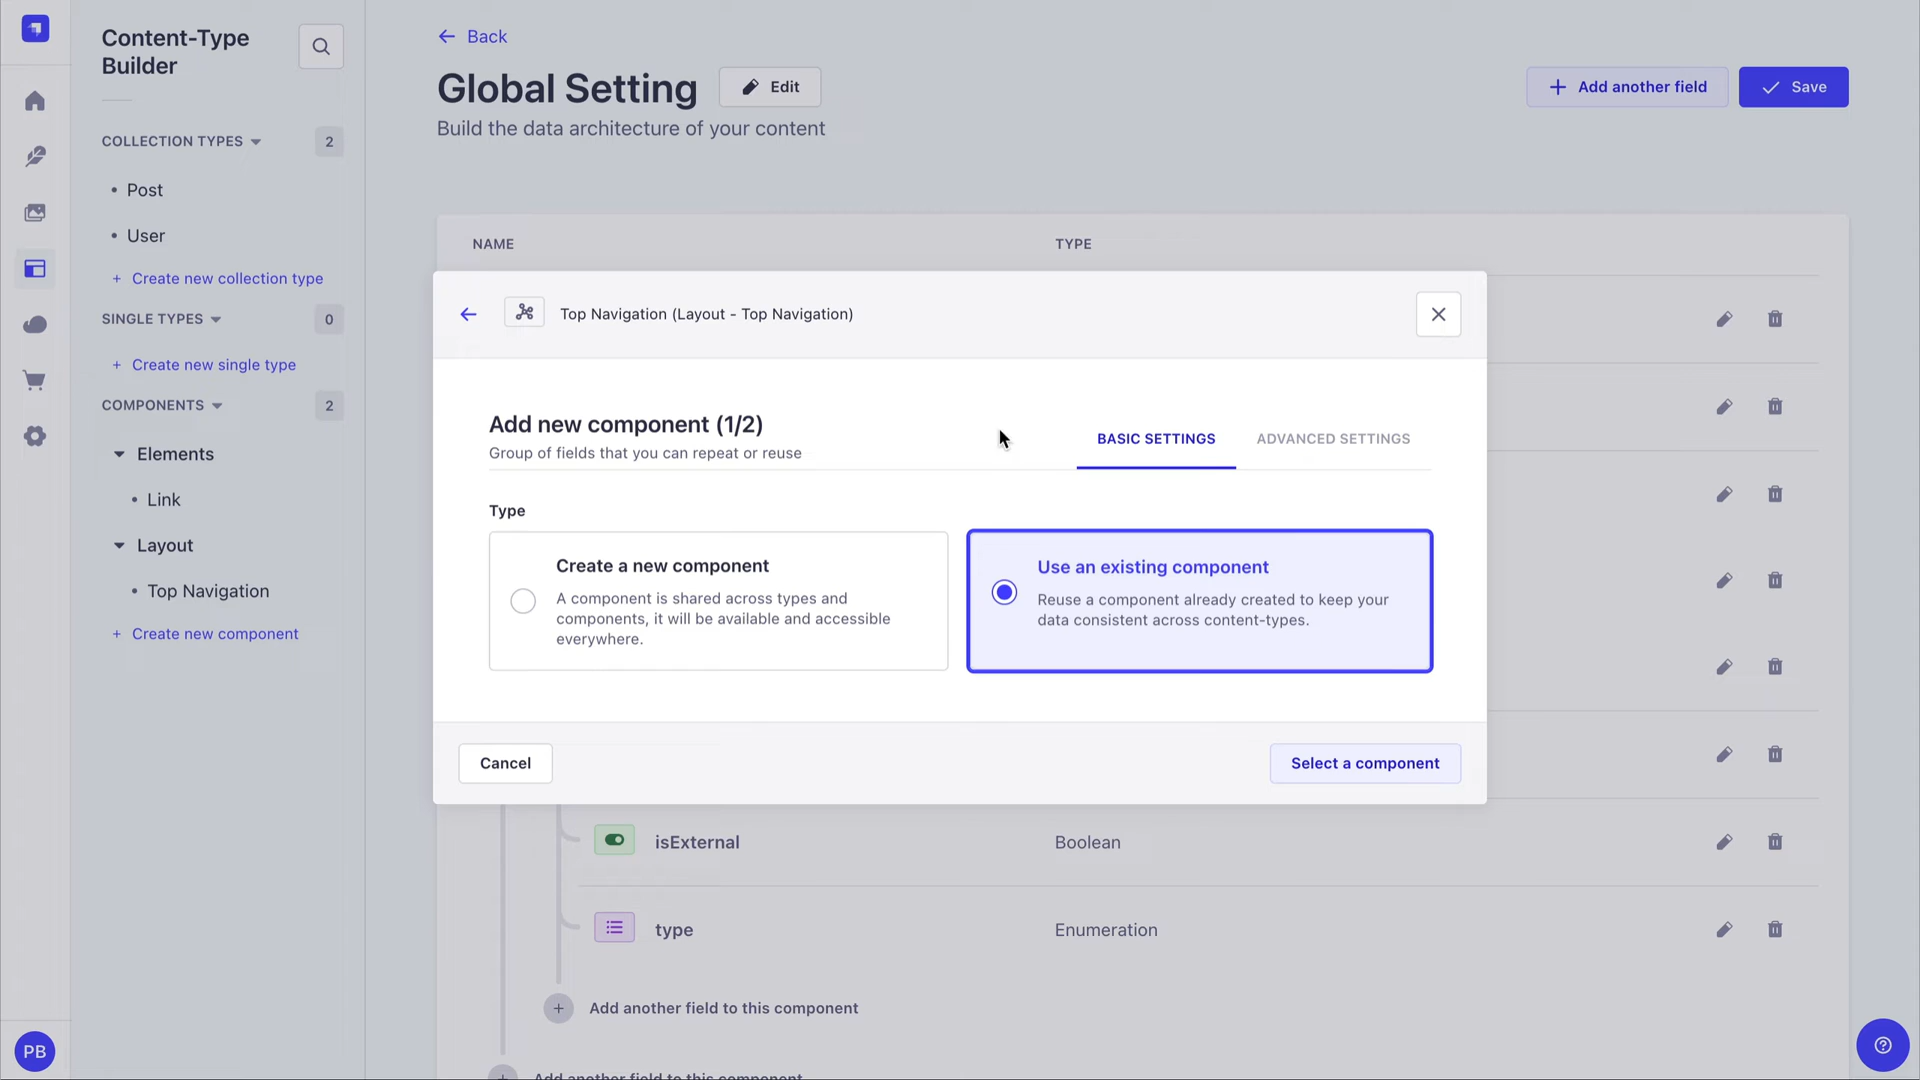 Content-Type
Builder
COLLECTION TYPES
2
• Post
• User
+ Create new collection type
SINGLE TYPES
0
+ Create new single type
COMPONENTS
2
Elements
• Link
Layout
• Top Navigation
+ Create new component
PB
← Back
Global Setting
Edit
Build the data architecture of your content
+ Add another field
Save
NAME
TYPE
Top Navigation (Layout - Top Navigation)
Add new component (1/2)
Group of fields that you can repeat or reuse
BASIC SETTINGS
ADVANCED SETTINGS
Type
Create a new component
A component is shared across types and
components, it will be available and accessible
everywhere.
Use an existing component
Reuse a component already created to keep your
data consistent across content-types.
Cancel
Select a component
isExternal
Boolean
type
Enumeration
+ Add another field to this component
Add another field to this component